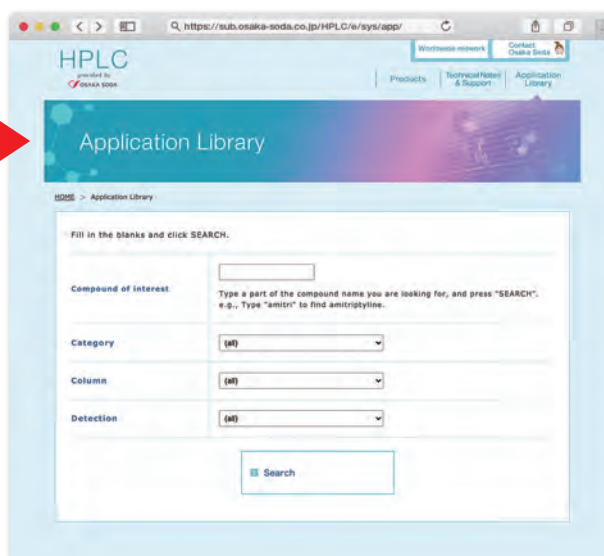 https://sub.osaka-soda.co.jp/HPLC/e/sys/app/
HPLC
provided by
OSAKA SODA
Worldwide network
Contact
Osaka Soda
Products
Technical Notes
& Support
Application
Library
Application Library
HOME > Application Library
Fill in the blanks and click SEARCH.
Compound of interest
Type a part of the compound name you are looking for, and press "SEARCH".
e.g., Type "amitri" to find amitriptyline.
Category
(all)
Column
(all)
Detection
(all)
Search